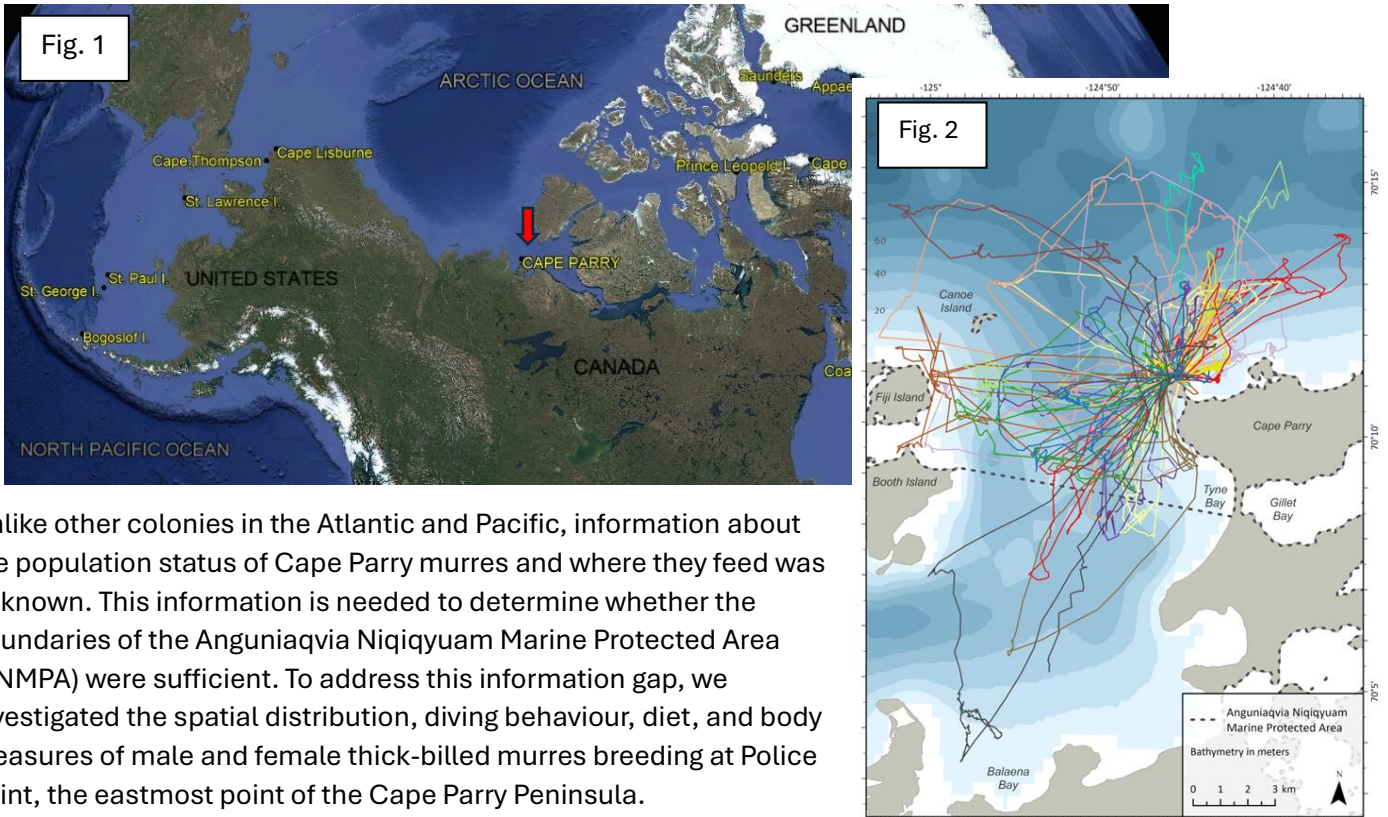 Fig. 1
GREENLAND
ARCTIC OCEAN
Saunders
Appae
Cape Thompson
Cape Lisburne
Prince Leopold I.
Cape
St. Lawrence I.
CAPE PARRY
St. Paul I.
UNITED STATES
St. George I.
Bogoslof I.
CANADA
Coa
NORTH PACIFIC OCEAN
nlike other colonies in the Atlantic and Pacific, information about
e population status of Cape Parry murres and where they feed was
known. This information is needed to determine whether the
undaries of the Anguniaqvia Niqiqyuam Marine Protected Area
NMPA) were sufficient. To address this information gap, we
vestigated the spatial distribution, diving behaviour, diet, and body
easures of male and female thick-billed murres breeding at Police
int, the eastmost point of the Cape Parry Peninsula.
Fig. 2
-125°
-124°50'
-124°40'
70°15'
70°10'
70°5'
60
40
20
Canoe
Island
Fiji Island
Cape Parry
Booth Island
Tyne
Bay
Gillet
Bay
Balaena
Bay
Anguniaqvia Niqiqyuam
Marine Protected Area
Bathymetry in meters
0 1 2 3 km
N